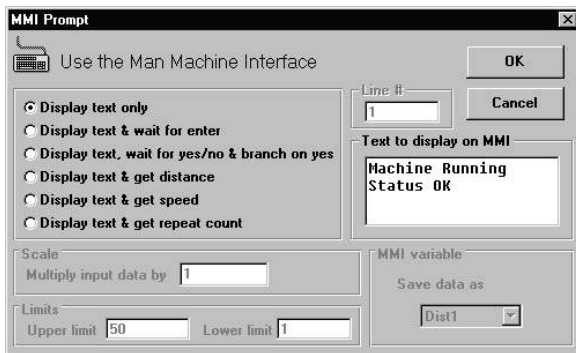 MMI Prompt
Use the Man Machine Interface
OK
Cancel
Display text only
Display text & wait for enter
Display text, wait for yes/no & branch on yes
Display text & get distance
Display text & get speed
Display text & get repeat count
Line #
1
Text to display on MMI
Machine Running
Status OK
Scale
Multiply input data by 1
Limits
Upper limit 50 Lower limit 1
MMI variable
Save data as
Dist1